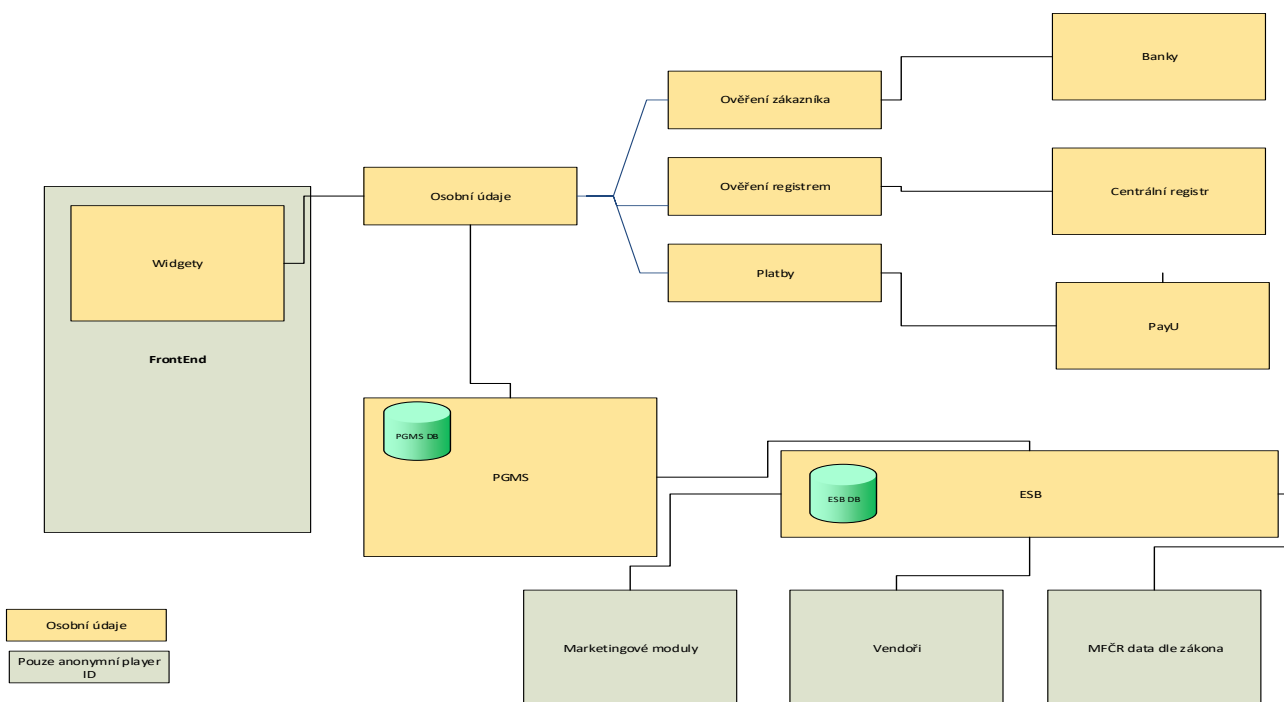 Banky
Ověření zákazníka
Ověření registrem
Centrální registr
Osobní údaje
Widgety
Platby
PayU
FrontEnd
PGMS DB
PGMS
ESB DB
ESB
Osobní údaje
Pouze anonymní player
ID
Marketingové moduly
Vendoři
MFČR data dle zákona